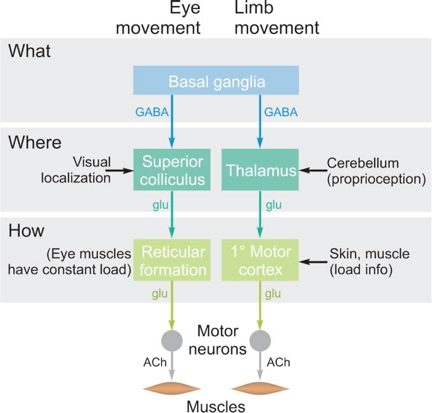 Eye
movement
Limb
movement
What
Basal ganglia
GABA
GABA
Where
Visual
localization
Superior
colliculus
Thalamus
Cerebellum
(proprioception)
glu
glu
How
(Eye muscles
have constant load)
Reticular
formation
1° Motor
cortex
Skin, muscle
(load info)
glu
glu
Motor
neurons
ACh
ACh
Muscles